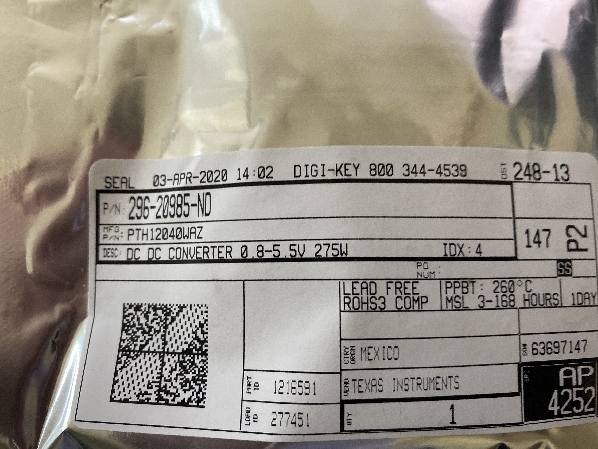 SEAL 03-APR-2020 14:02 DIGI-KEY 800 344-4539 248-13
P/N: 296-20985-ND
MFG P/N: PTH12040WAZ
DESC: DC DC CONVERTER 0.8-5.5V 275W IDX:4
147 P2
PO NUM:
SS
LEAD FREE PPBT: 260°C
ROHS3 COMP MSL 3-168 HOURS 1DAY
CTRY ORGN MEXICO 63697147
PART ID 1216591 TEXAS INSTRUMENTS AP
LOAD ID 277451 QTY 1 4252